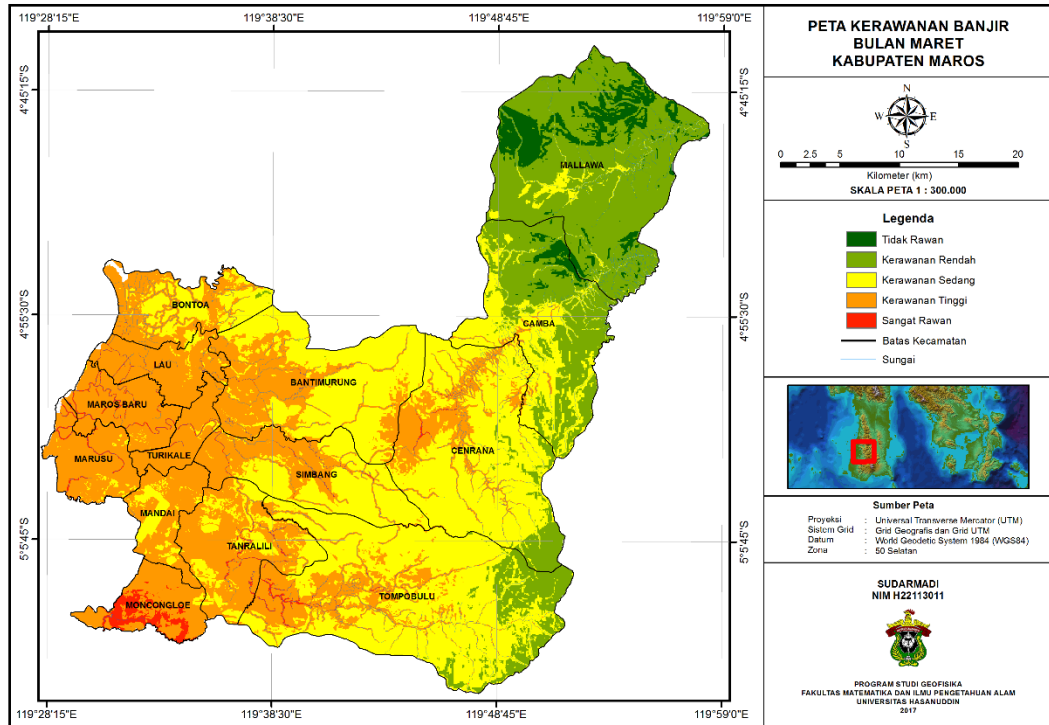 119°28'15"E
119°38'30"E
119°48'45"E
119°59'0"E
4°45'15"S
4°55'30"S
5°5'45"S
4°45'15"S
4°55'30"S
5°5'45"S
119°28'15"E
119°38'30"E
119°48'45"E
119°59'0"E
MALLAWA
CAMBA
BONTOA
LAU
BANTIMURUNG
MAROS BARU
MARUSU
TURIKALE
CENRANA
SIMBANG
MANDAI
TANRALILI
TOMPOBULU
MONCONGLOE
PETA KERAWANAN BANJIR
BULAN MARET
KABUPATEN MAROS
N
W
E
S
0 2.5 5 10 15 20
Kilometer (km)
SKALA PETA 1 : 300.000
Legenda
Tidak Rawan
Kerawanan Rendah
Kerawanan Sedang
Kerawanan Tinggi
Sangat Rawan
Batas Kecamatan
Sungai
Sumber Peta
Proyeksi : Universal Transverse Mercator (UTM)
Sistem Grid : Grid Geografis dan Grid UTM
Datum : World Geodetic System 1984 (WGS84)
Zona : 50 Selatan
SUDARMADI
NIM H22113011
PROGRAM STUDI GEOFISIKA
FAKULTAS MATEMATIKA DAN ILMU PENGETAHUAN ALAM
UNIVERSITAS HASANUDDIN
2017